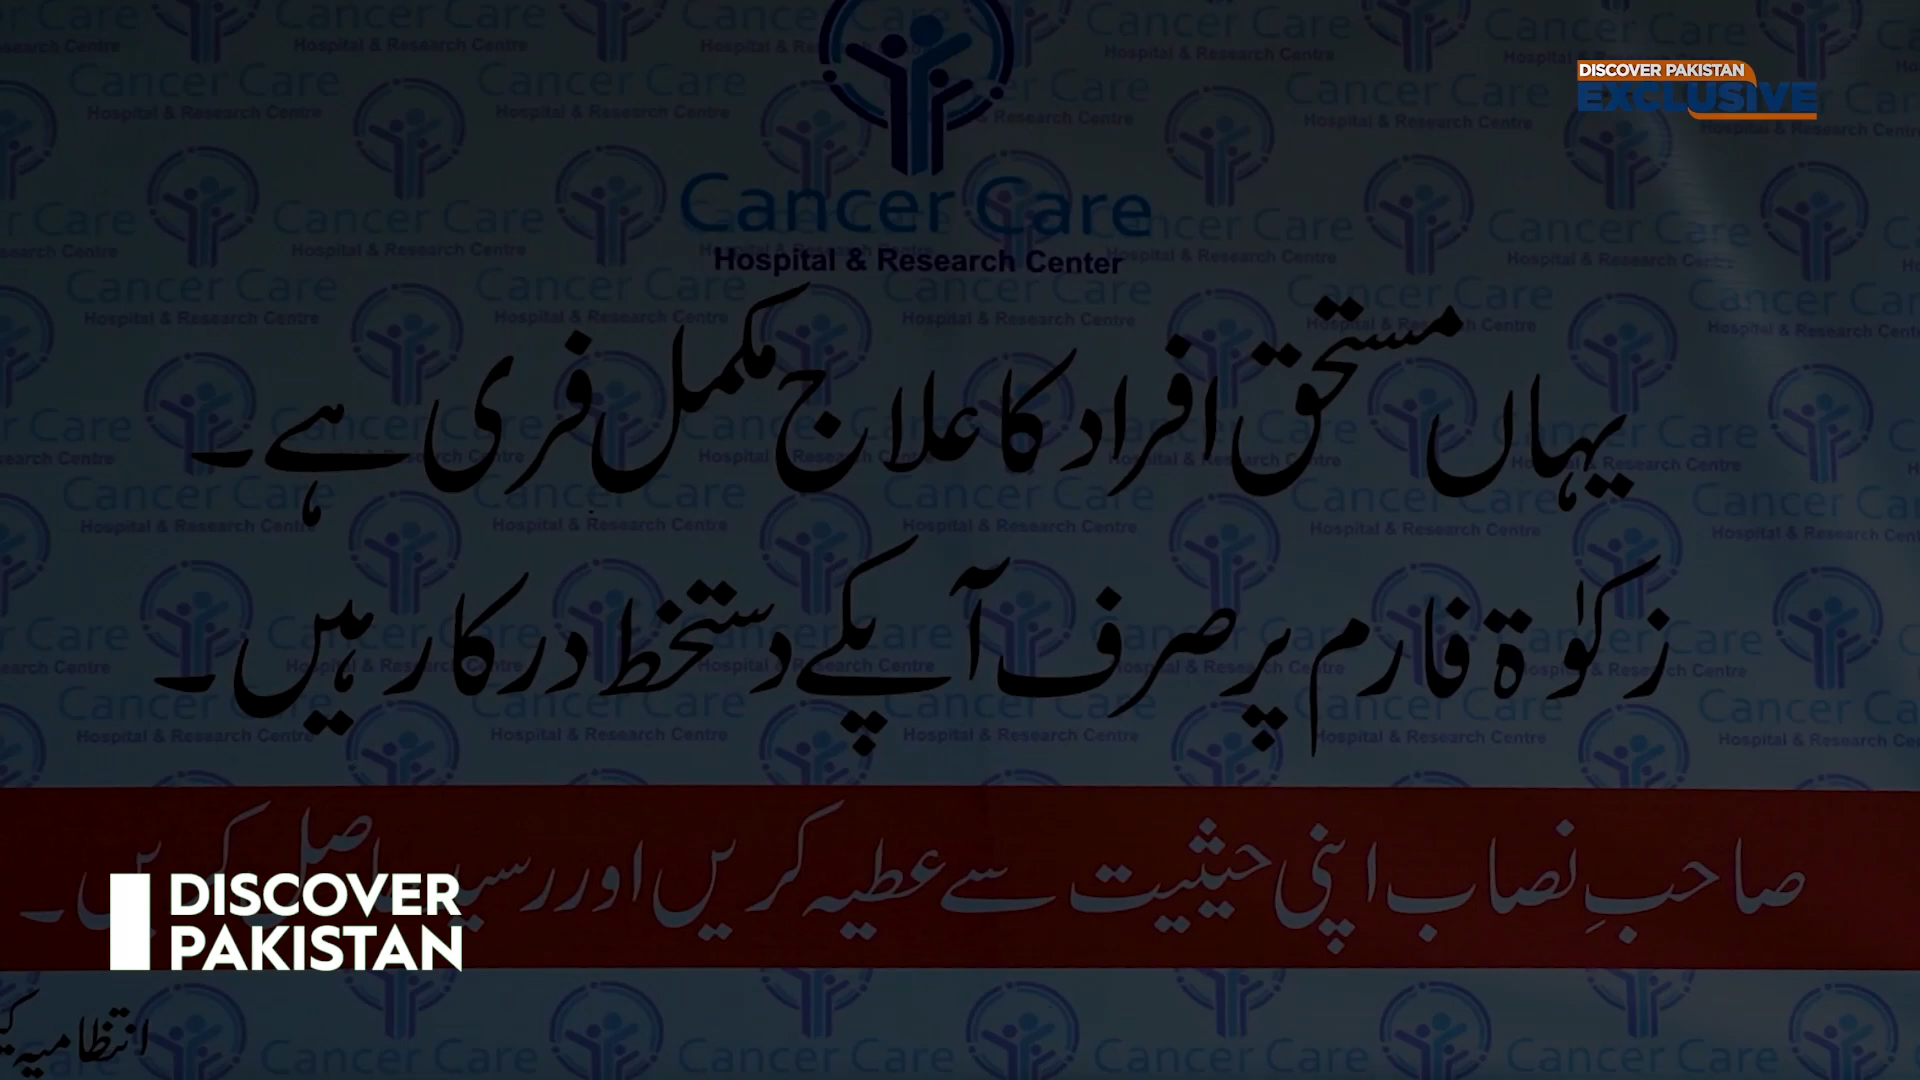 DISCOVER PAKISTAN
EXCLUSIVE
Cancer Care
Hospital & Research Center
یہاں مستحق افراد کا علاج مکمل فری ہے۔
زکوٰۃ فارم پر صرف آپکے دستخط درکار ہیں۔
صاحبِ نصاب اپنی حیثیت سے عطیہ کریں اور
DISCOVER
PAKISTAN
انتظامیہ